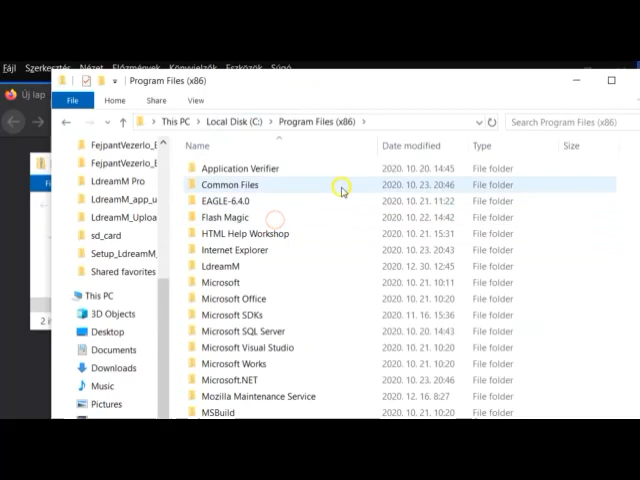 Fájl Szerkesztés Nézet Előzmények Könyvjelzők Eszközök Súgó
Program Files (x86)
Új lap
File Home Share View
This PC Local Disk (C:) Program Files (x86) Search Program Files (x86)
Name Date modified Type Size
FejpantVezerlo_E
FejpantVezerlo_E
LdreamM Pro
LdreamM_app_u
LdreamM_Uploa
sd_card
Setup_LdreamM_
Shared favorites
This PC
3D Objects
Desktop
Documents
Downloads
Music
Pictures
Application Verifier 2020. 10. 20. 14:45 File folder
Common Files 2020. 10. 23. 20:46 File folder
EAGLE-6.4.0 2020. 10. 21. 11:22 File folder
Flash Magic 2020. 10. 22. 14:42 File folder
HTML Help Workshop 2020. 10. 21. 15:31 File folder
Internet Explorer 2020. 10. 23. 20:43 File folder
LdreamM 2020. 12. 30. 12:45 File folder
Microsoft 2020. 10. 21. 10:11 File folder
Microsoft Office 2020. 10. 21. 10:20 File folder
Microsoft SDKs 2020. 11. 16. 15:36 File folder
Microsoft SQL Server 2020. 10. 20. 14:43 File folder
Microsoft Visual Studio 2020. 10. 21. 10:20 File folder
Microsoft Works 2020. 10. 21. 10:20 File folder
Microsoft.NET 2020. 10. 23. 20:46 File folder
Mozilla Maintenance Service 2020. 12. 16. 8:27 File folder
MSBuild 2020. 10. 21. 10:20 File folder